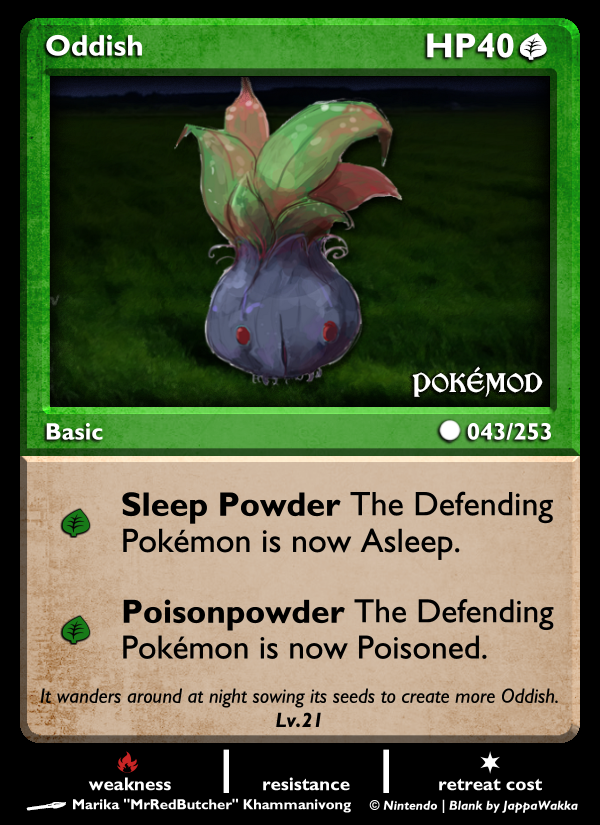 Oddish
HP40
POKÉMOD
Basic
043/253
Sleep Powder The Defending
Pokémon is now Asleep.
Poisonpowder The Defending
Pokémon is now Poisoned.
It wanders around at night sowing its seeds to create more Oddish.
Lv.21
weakness
resistance
retreat cost
Marika "MrRedButcher" Khammanivong
© Nintendo | Blank by JappaWakka